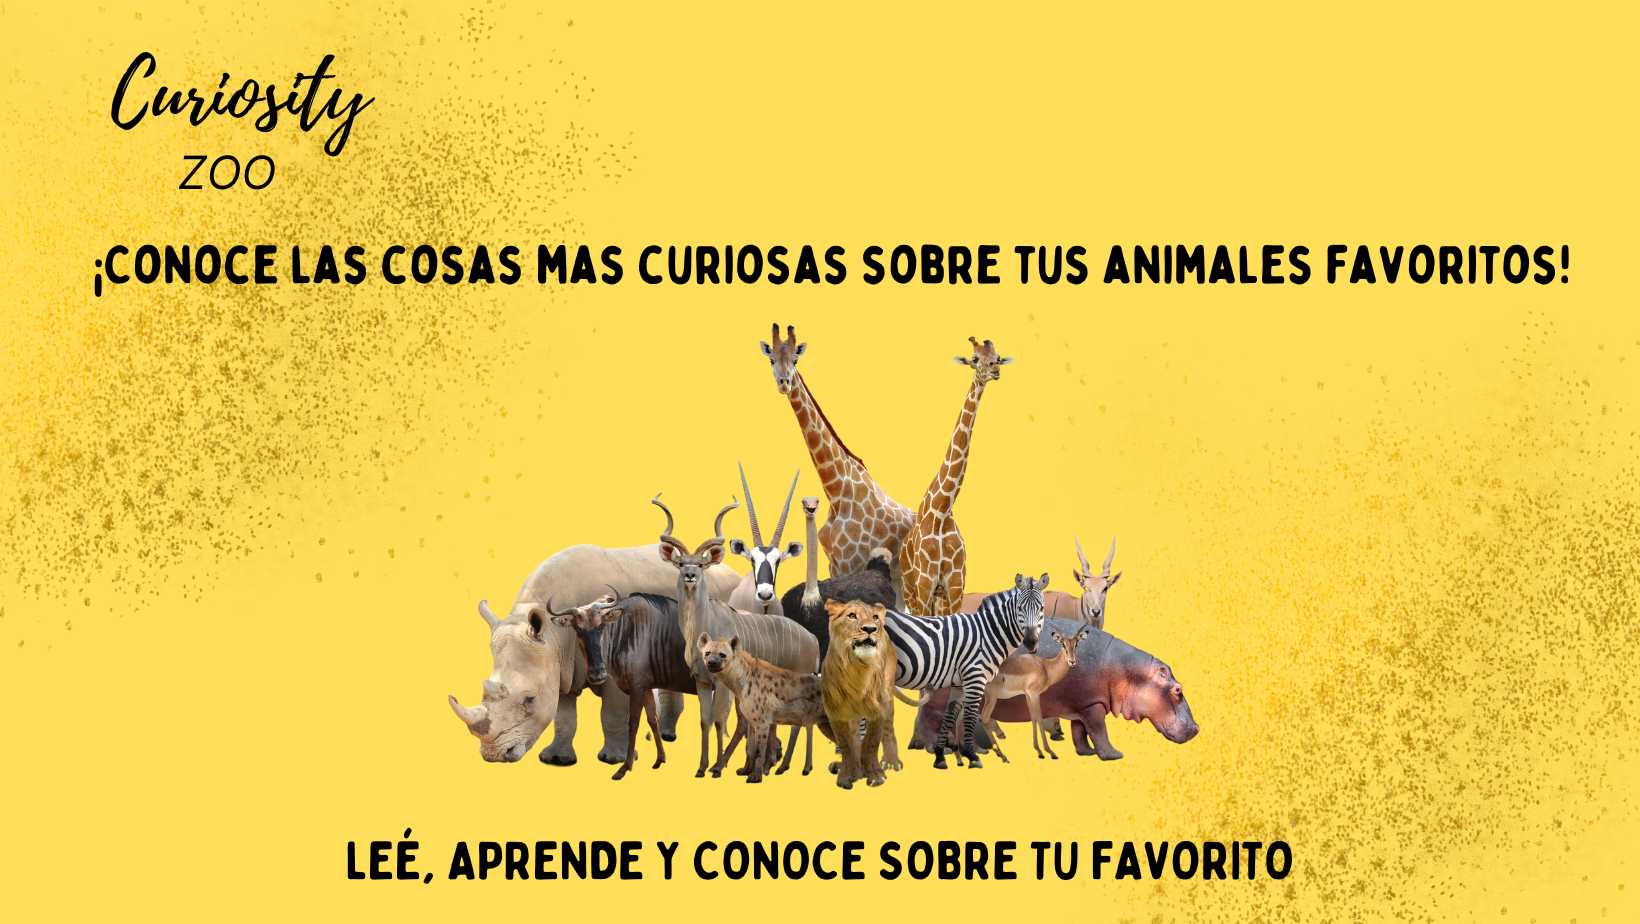 Curiosity
ZOO
¡CONOCE LAS COSAS MAS CURIOSAS SOBRE TUS ANIMALES FAVORITOS!
LEÉ, APRENDE Y CONOCE SOBRE TU FAVORITO